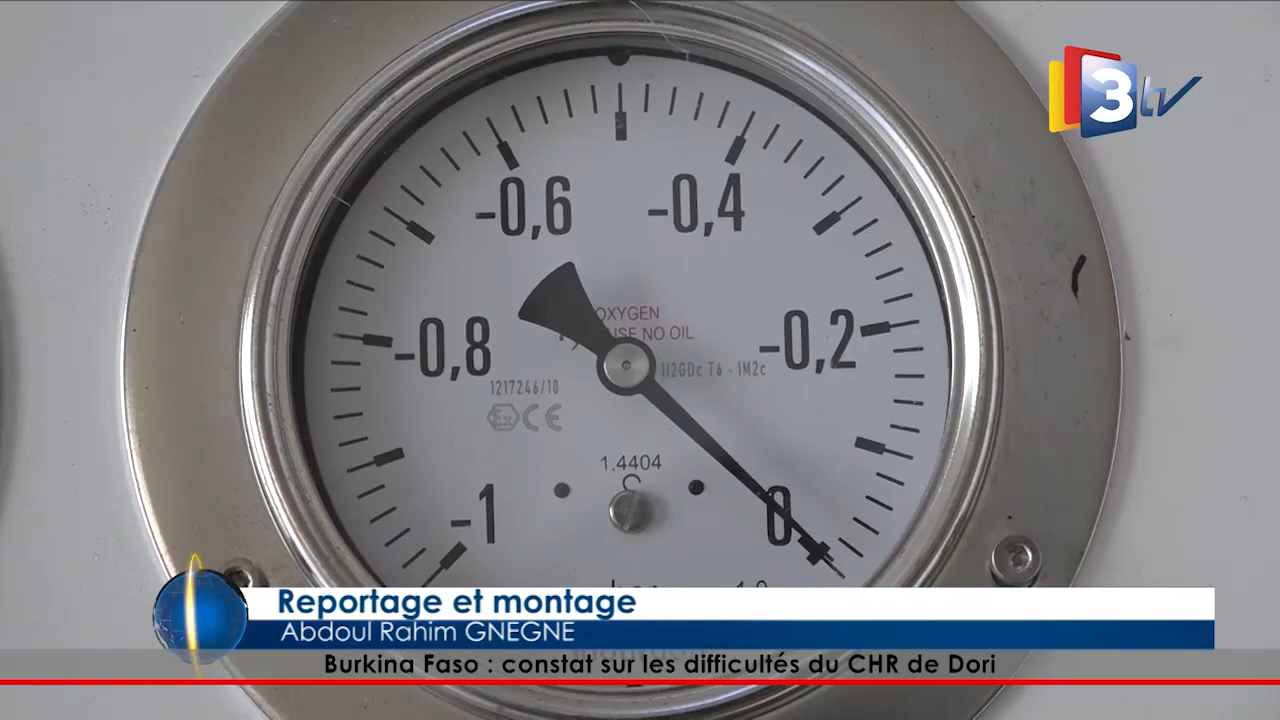 3tv
-0,6
-0,4
OXYGEN
USE NO OIL
-0,8
-0,2
II2GDc T6 - IM2c
1217246/10
Ex CE
1.4404
-1
0
Reportage et montage
Abdoul Rahim GNEGNE
Burkina Faso : constat sur les difficultés du CHR de Dori